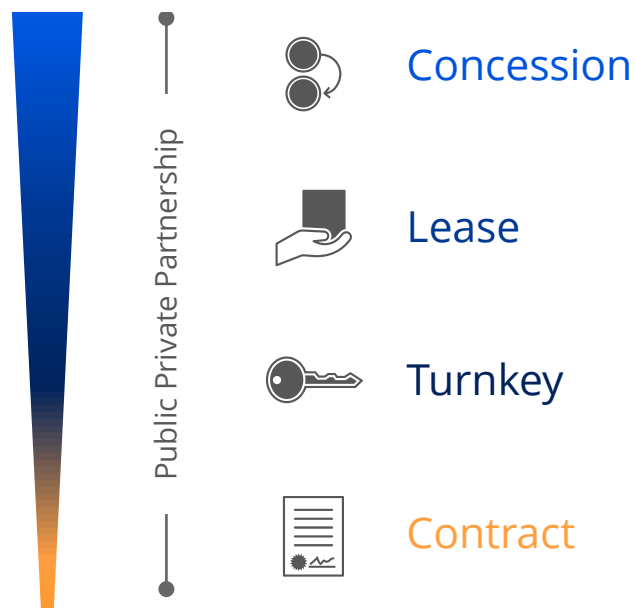 Public Private Partnership
Concession
Lease
Turnkey
Contract